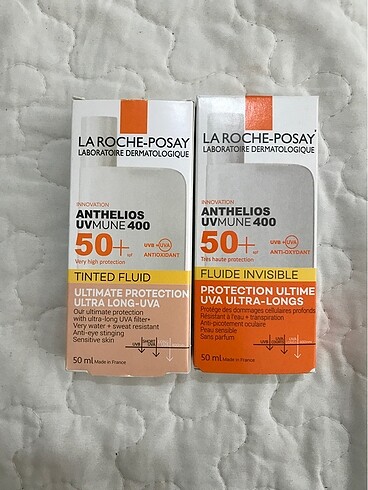 LA ROCHE-POSAY
LABORATOIRE DERMATOLOGIQUE
INNOVATION
ANTHELIOS
UVMUNE 400
50+
Very high protection
UVB + UVA
ANTIOXIDANT
TINTED FLUID
ULTIMATE PROTECTION
ULTRA LONG-UVA
Our ultimate protection
with ultra-long UVA filter+
Very water + sweat resistant
Anti-eye stinging
Sensitive skin
50 ml Made in France
LA ROCHE-POSAY
LABORATOIRE DERMATOLOGIQUE
INNOVATION
ANTHELIOS
UVMUNE 400
50+
Très haute protection
UVB + UVA
ANTI-OXYDANT
FLUIDE INVISIBLE
PROTECTION ULTIME
UVA ULTRA-LONGS
Protège des dommages cellulaires profonds
Résistant à l'eau + transpiration
Anti-picotement oculaire
Peau sensible
Sans parfum.
50 ml Made in France